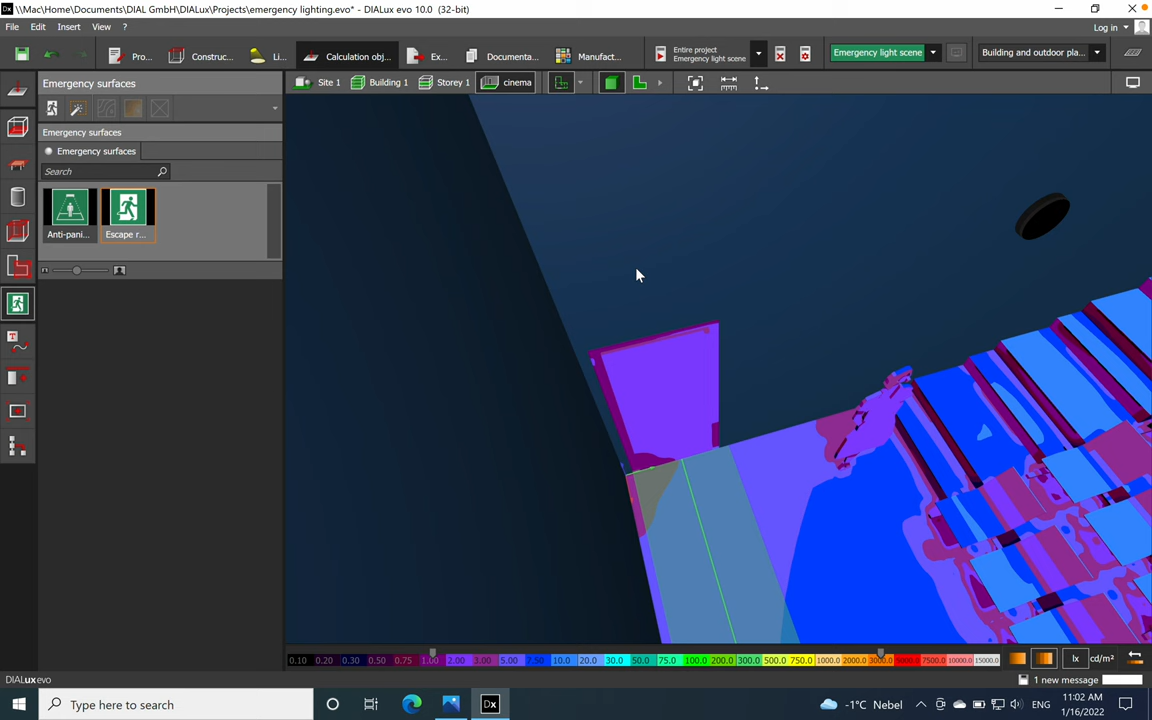 \\Mac\Home\Documents\DIAL GmbH\DIALux\Projects\emergency lighting.evo* - DIALux evo 10.0 (32-bit)
File Edit Insert View ?
Log in
Pro...
Construc...
Li...
Calculation obj...
Ex...
Documenta...
Manufact...
Entire project
Emergency light scene
Emergency light scene
Building and outdoor pla...
Emergency surfaces
Site 1
Building 1
Storey 1
cinema
Emergency surfaces
Emergency surfaces
Search
Anti-pani...
Escape r...
0.10 0.20 0.30 0.50 0.75 1.00 2.00 3.00 5.00 7.50 10.0 20.0 30.0 50.0 75.0 100.0 200.0 300.0 500.0 750.0 1000.0 2000.0 3000.0 5000.0 7500.0 10000.0 15000.0
lx cd/m²
DIALux evo
1 new message
Type here to search
Dx
-1°C Nebel
ENG
11:02 AM
1/16/2022